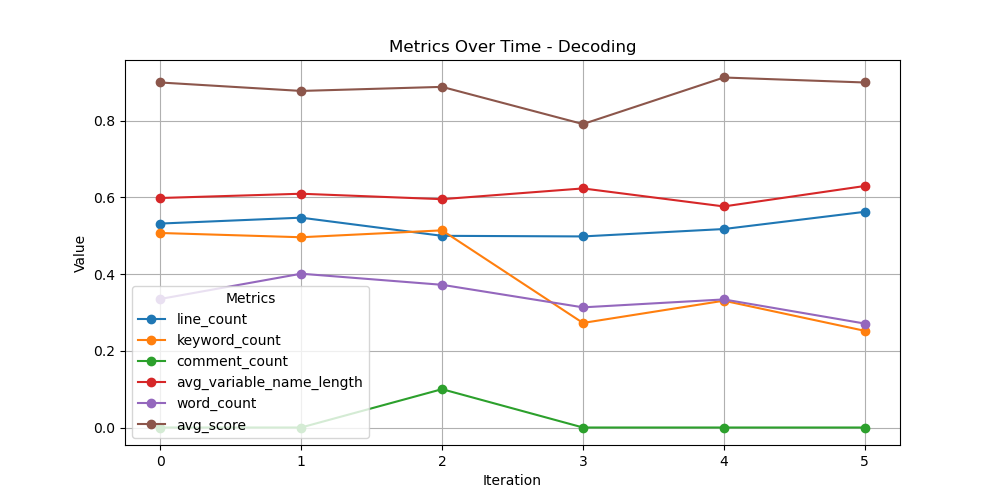 Metrics Over Time - Decoding
Value
0.8
0.6
0.4
0.2
0.0
Metrics
line_count
keyword_count
comment_count
avg_variable_name_length
word_count
avg_score
0 1 2 3 4 5
Iteration